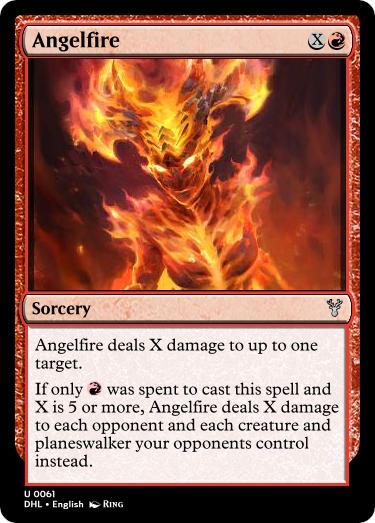 Angelfire X
Sorcery
Angelfire deals X damage to up to one
target.
If only was spent to cast this spell and
X is 5 or more, Angelfire deals X damage
to each opponent and each creature and
planeswalker your opponents control
instead.
U 0061
DHL • English RING